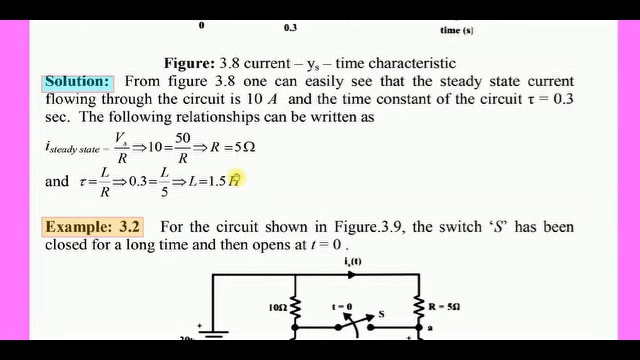 0
0.3
time (s)
Figure: 3.8 current – ys – time characteristic
Solution: From figure 3.8 one can easily see that the steady state current
flowing through the circuit is 10 A and the time constant of the circuit τ = 0.3
sec. The following relationships can be written as
i steady state = Vs/R ⇒ 10 = 50/R ⇒ R = 5Ω
and τ = L/R ⇒ 0.3 = L/5 ⇒ L = 1.5 H
Example: 3.2 For the circuit shown in Figure.3.9, the switch ‘S’ has been
closed for a long time and then opens at t = 0 .
is(t)
10Ω
t = 0
S
R = 5Ω
a
+
+